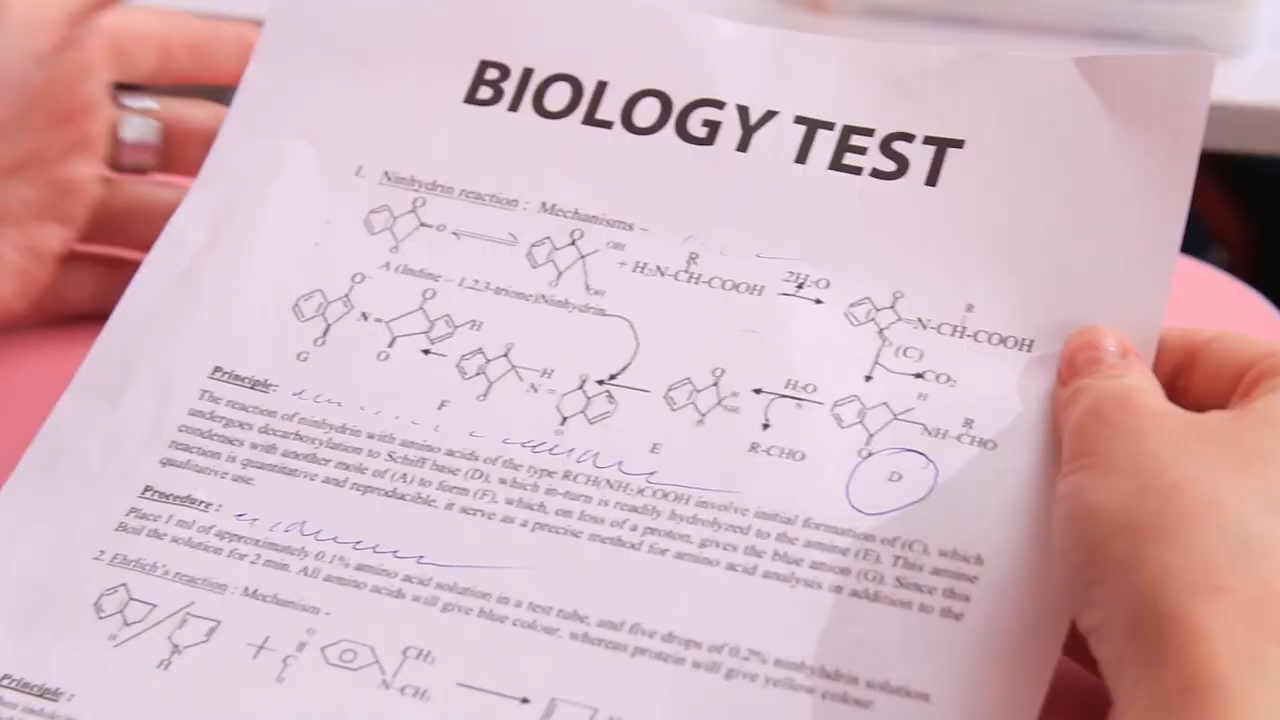 BIOLOGY TEST
1. Ninhydrin reaction : Mechanisms -
O
O
O
O
OH
OH
+ H₂N-CH-COOH
R
2H₂O
O
N-CH-COOH
R
A (Indine - 1,2,3-trione)Ninhydrin
(C)
CO₂
O
O
N=
O
O
H
G
F
H
N=
O
O
E
H₂O
R-CHO
H
NH-CHO
R
O
D
Principle:
The reaction of ninhydrin with amino acids of the type RCH(NH₂)COOH involve initial formation of (C), which
undergoes decarboxylation to Schiff base (D), which in-turn is readily hydrolyzed to the amine (E). This amine
condenses with another mole of (A) to form (F), which, on loss of a proton, gives the blue anion (G). Since this
reaction is quantitative and reproducible, it serve as a precise method for amino acid analysis in addition to the
qualitative use.
Procedure :
Place 1 ml of approximately 0.1% amino acid solution in a test tube, and five drops of 0.2% ninhyhdrin solution.
Boil the solution for 2 min. All amino acids will give blue colour, whereas protein will give yellow colour.
2. Ehrlich's reaction : Mechanism -
+
CH₃
N-CH₃
Principle :